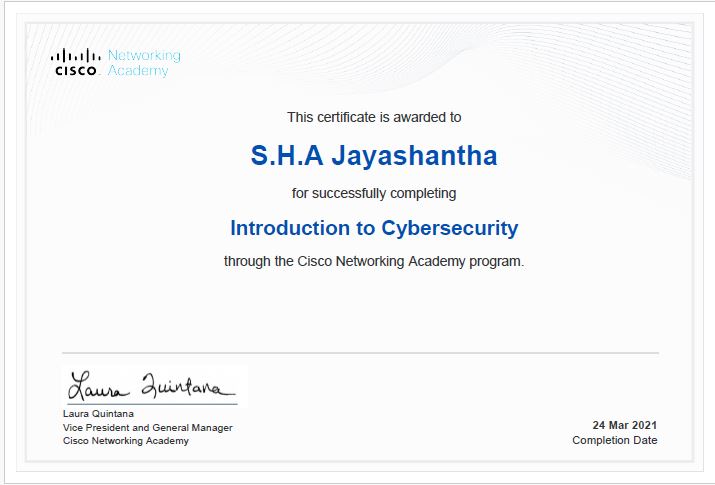 Networking
CISCO. Academy
This certificate is awarded to
S.H.A Jayashantha
for successfully completing
Introduction to Cybersecurity
through the Cisco Networking Academy program.
Laura Quintana
Laura Quintana
Vice President and General Manager
Cisco Networking Academy
24 Mar 2021
Completion Date